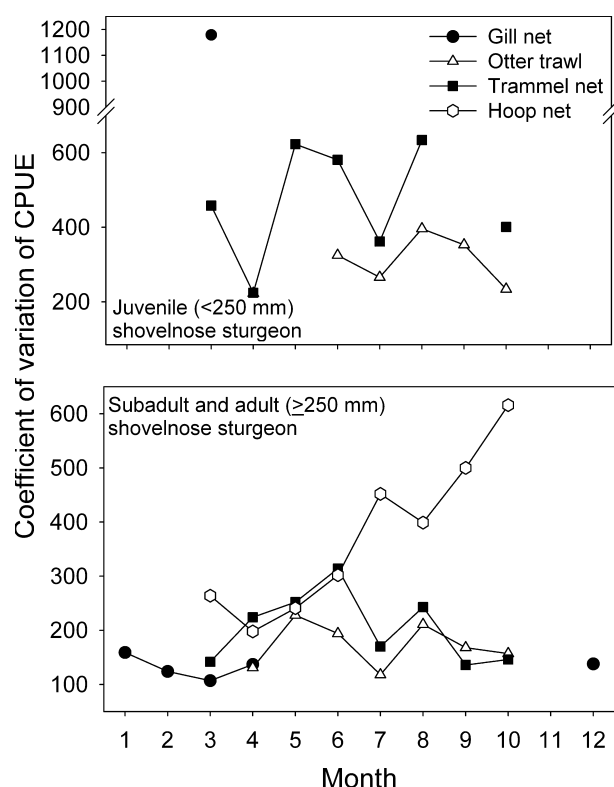 1200
1100
1000
900
600
400
200
Gill net
Otter trawl
Trammel net
Hoop net
Juvenile (<250 mm)
shovelnose sturgeon
Coefficient of variation of CPUE
Subadult and adult (≥250 mm)
shovelnose sturgeon
600
500
400
300
200
100
1 2 3 4 5 6 7 8 9 10 11 12
Month